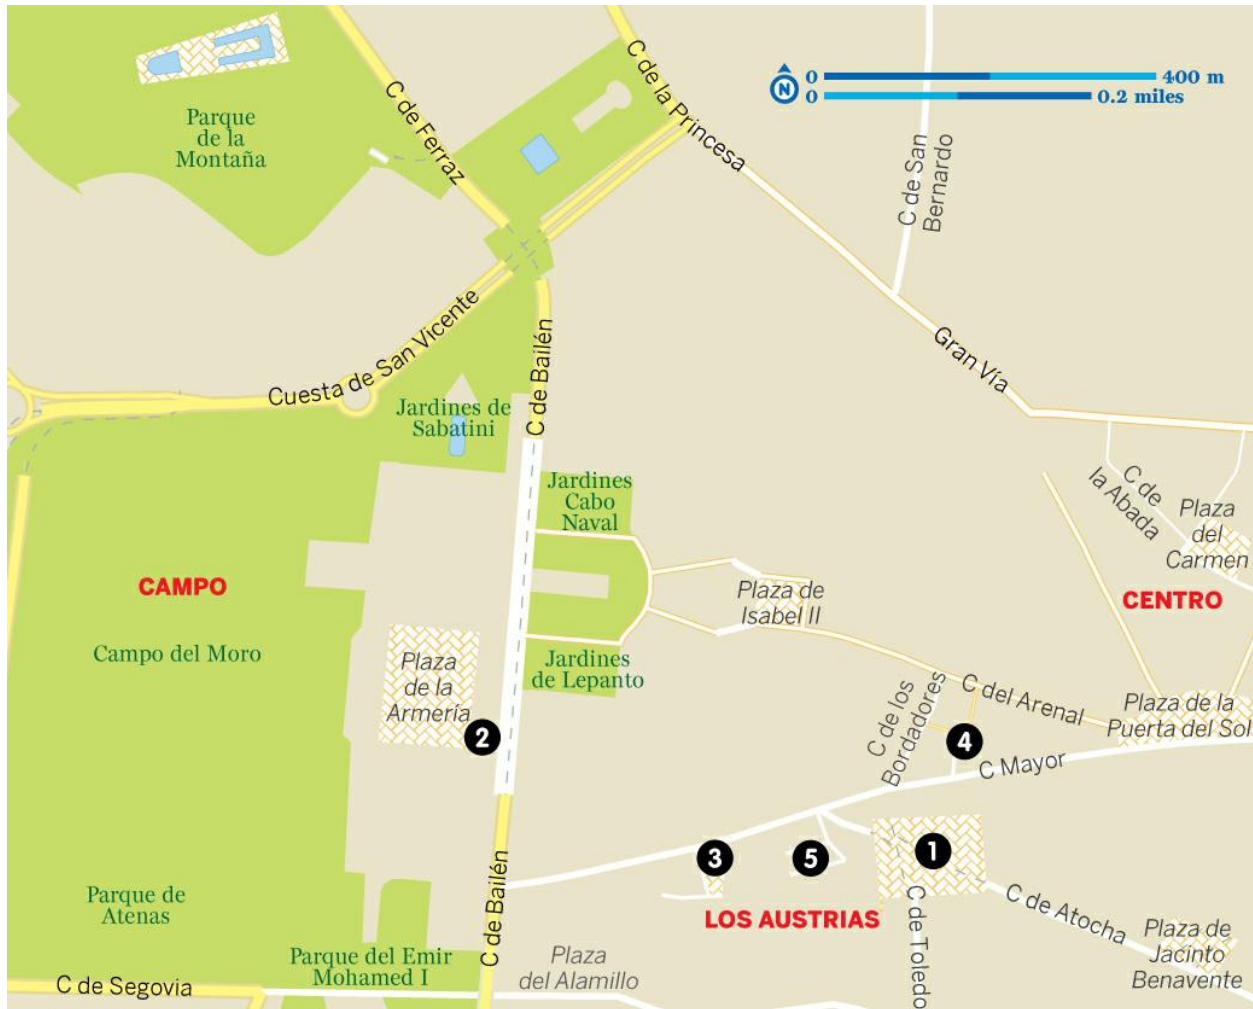 C de la Princesa
C de Ferraz
0
400 m
N
0
0.2 miles
Parque
de la
Montaña
C de San
Bernardo
Cuesta de San Vicente
C de Bailén
Gran Vía
Jardines de
Sabatini
Jardines
Cabo
Naval
C de
la Abada
Plaza
del
Carmen
CAMPO
Plaza de
Isabel II
CENTRO
Campo del Moro
Plaza
de la
Armería
Jardines
de Lepanto
C de los
Bordadores
C del Arenal
Plaza de la
Puerta del Sol
2
4
C Mayor
3
5
1
Parque de
Atenas
C de Bailén
LOS AUSTRIAS
C de Toledo
C de Atocha
Plaza de
Jacinto
Benavente
Parque del Emir
Mohamed I
Plaza
del Alamillo
C de Segovia